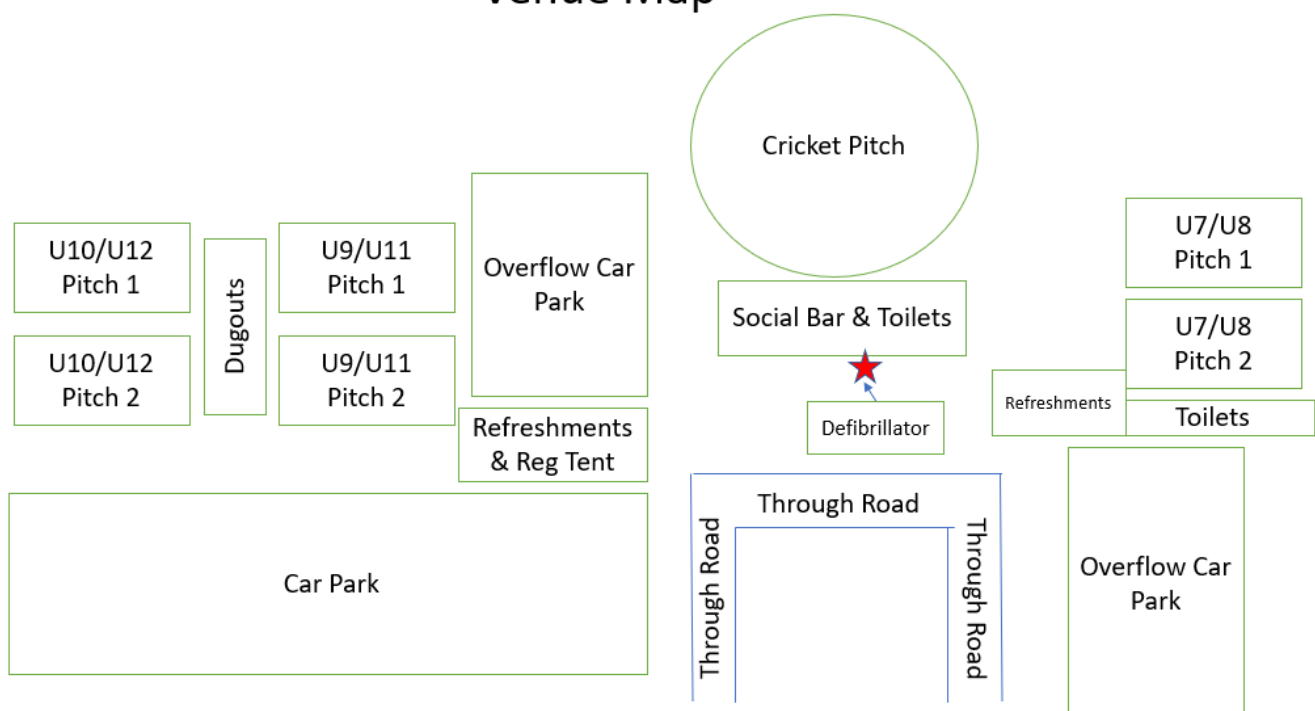 Venue Map
Cricket Pitch
U10/U12
Pitch 1
Dugouts
U9/U11
Pitch 1
Overflow Car
Park
U7/U8
Pitch 1
Social Bar & Toilets
U7/U8
Pitch 2
U10/U12
Pitch 2
U9/U11
Pitch 2
Refreshments
& Reg Tent
Defibrillator
Refreshments
Toilets
Through Road
Through Road
Through Road
Car Park
Overflow Car
Park